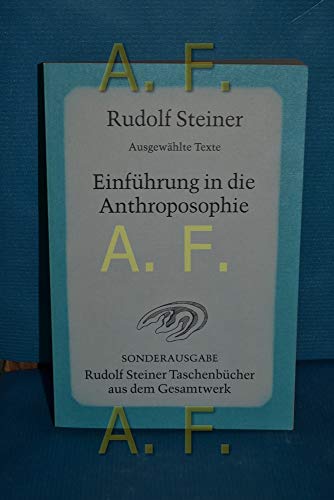 A. F.
Rudolf Steiner
Ausgewählte Texte
Einführung in die
Anthroposophie
A. F.
SONDERAUSGABE
Rudolf Steiner Taschenbücher
aus dem Gesamtwerk
A. F.